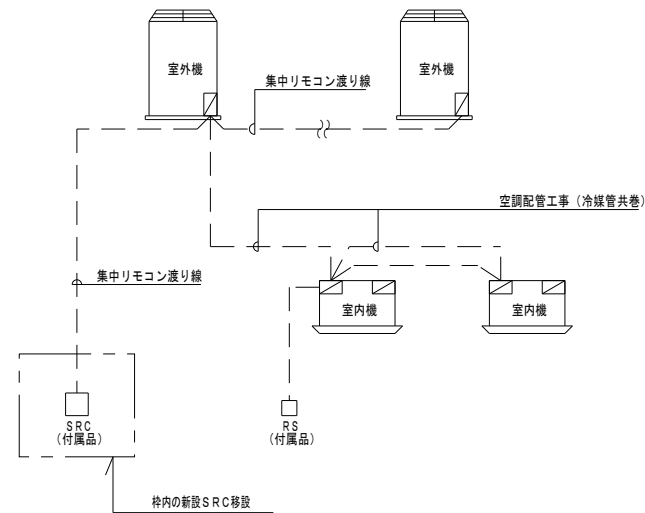 室外機
室外機
集中リモコン渡り線
空調配管工事（冷媒管共巻）
集中リモコン渡り線
室内機
室内機
ＳＲＣ
（付属品）
ＲＳ
（付属品）
枠内の新設ＳＲＣ移設